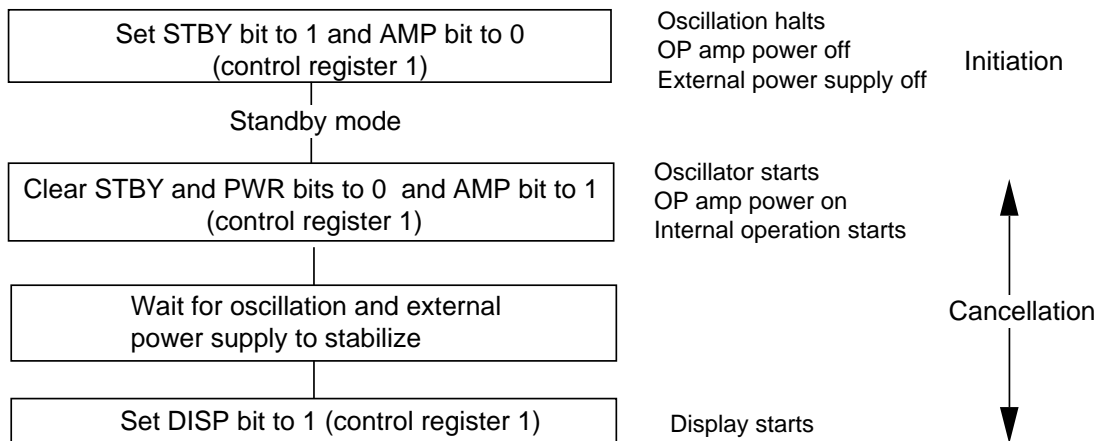 Set STBY bit to 1 and AMP bit to 0
(control register 1)
Oscillation halts
OP amp power off
External power supply off
Initiation
Standby mode
Clear STBY and PWR bits to 0 and AMP bit to 1
(control register 1)
Oscillator starts
OP amp power on
Internal operation starts
Wait for oscillation and external
power supply to stabilize
Cancellation
Set DISP bit to 1 (control register 1)
Display starts